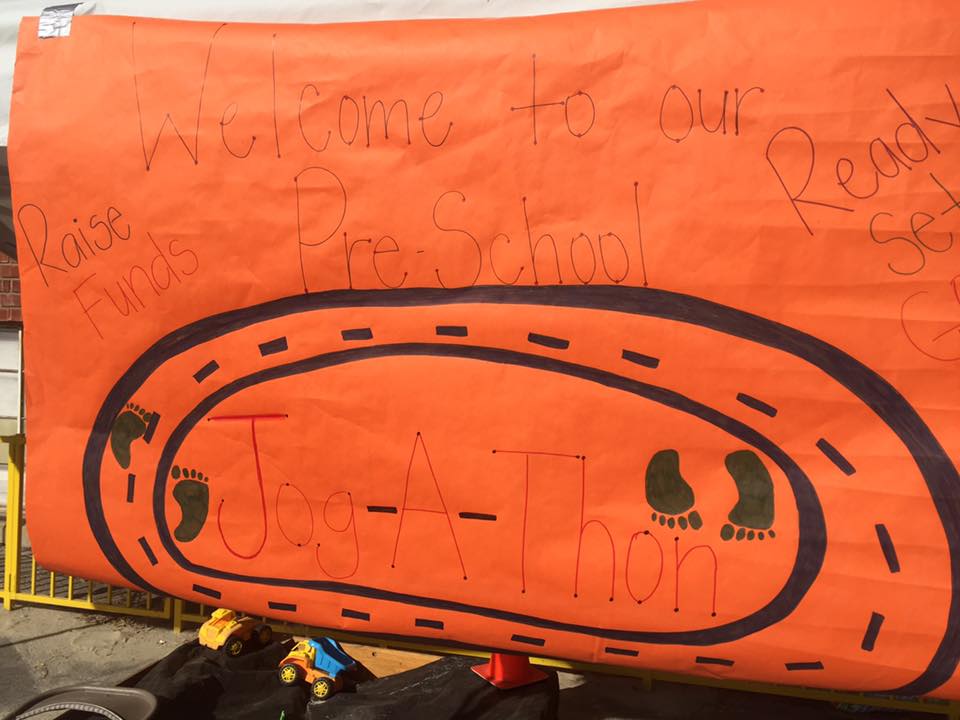 Welcome to our
Pre-School
Raise
Funds
Ready
Set
Jog-A-Thon